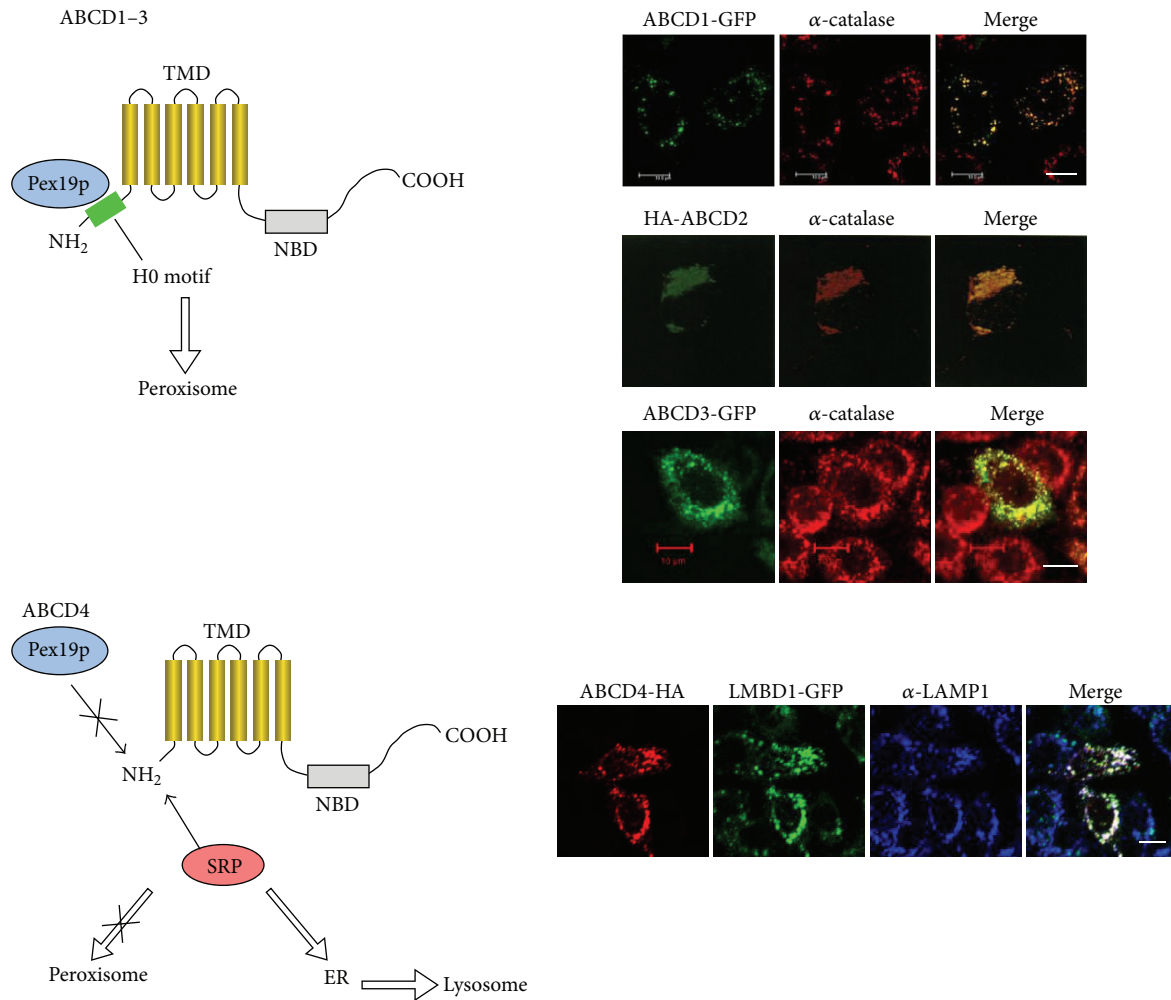 ABCD1–3
TMD
Pex19p
NH2
H0 motif
NBD
COOH
Peroxisome
ABCD1-GFP α-catalase Merge
HA-ABCD2 α-catalase Merge
ABCD3-GFP α-catalase Merge
10 μm
ABCD4
Pex19p
TMD
NH2
NBD
COOH
SRP
Peroxisome
ER
Lysosome
ABCD4-HA LMBD1-GFP α-LAMP1 Merge